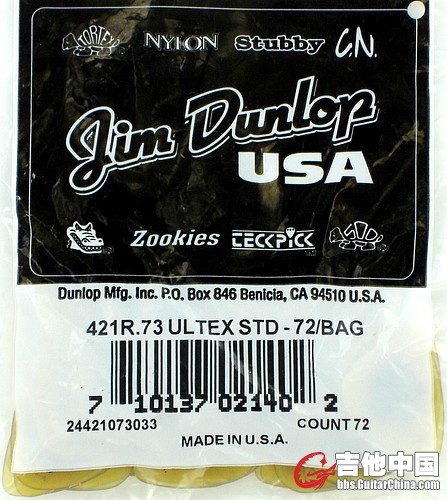 TORTEX NYLON Stubby C.N.
Jim Dunlop
USA
Zookies TECKPICK TM STD
Dunlop Mfg. Inc. P.O. Box 846 Benicia, CA 94510 U.S.A.
421R.73 ULTEX STD - 72/BAG
7 10137 02140 2
24421073033 COUNT 72
MADE IN U.S.A.
吉他中国
bbs.GuitarChina.com